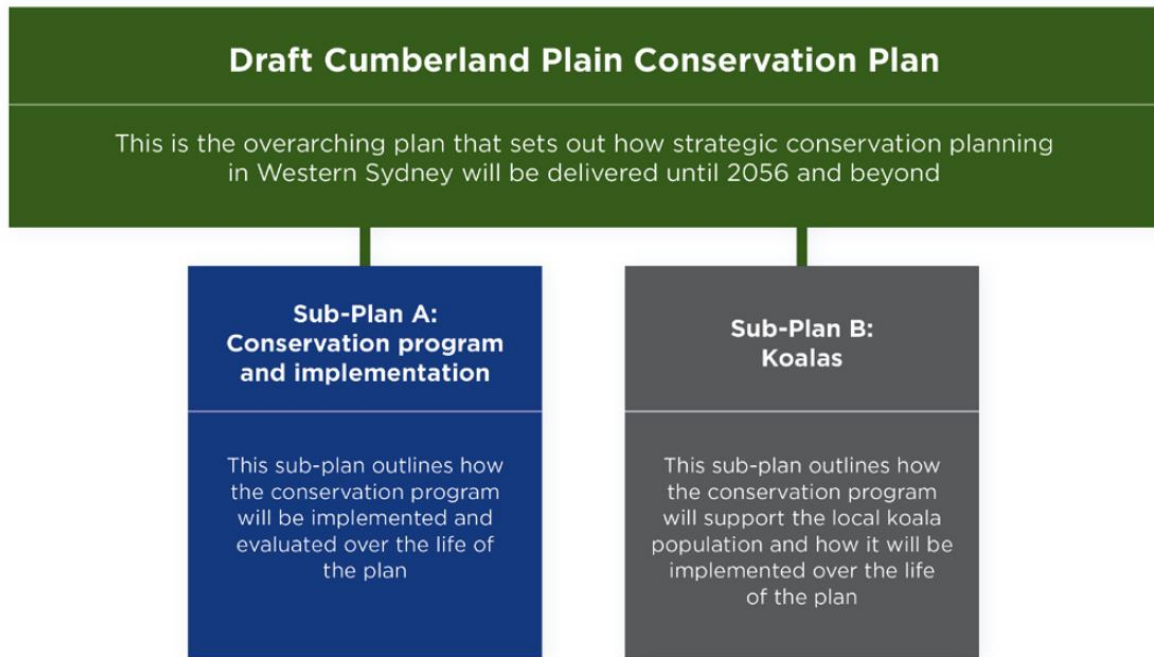 Draft Cumberland Plain Conservation Plan
This is the overarching plan that sets out how strategic conservation planning
in Western Sydney will be delivered until 2056 and beyond
Sub-Plan A:
Conservation program
and implementation
This sub-plan outlines how
the conservation program
will be implemented and
evaluated over the life of
the plan
Sub-Plan B:
Koalas
This sub-plan outlines how
the conservation program
will support the local koala
population and how it will be
implemented over the life
of the plan